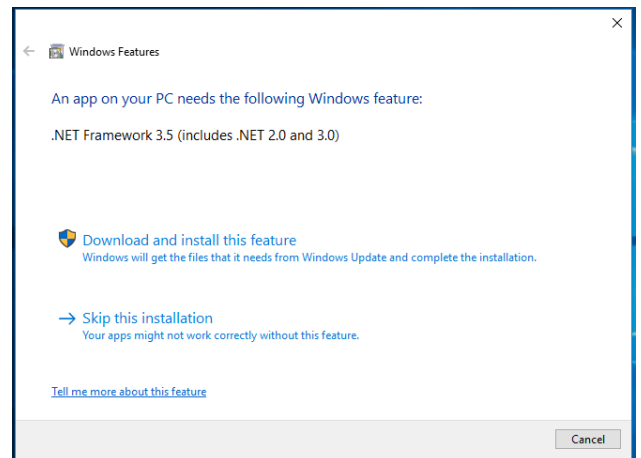 Windows Features
An app on your PC needs the following Windows feature:
.NET Framework 3.5 (includes .NET 2.0 and 3.0)
Download and install this feature
Windows will get the files that it needs from Windows Update and complete the installation.
Skip this installation
Your apps might not work correctly without this feature.
Tell me more about this feature
Cancel